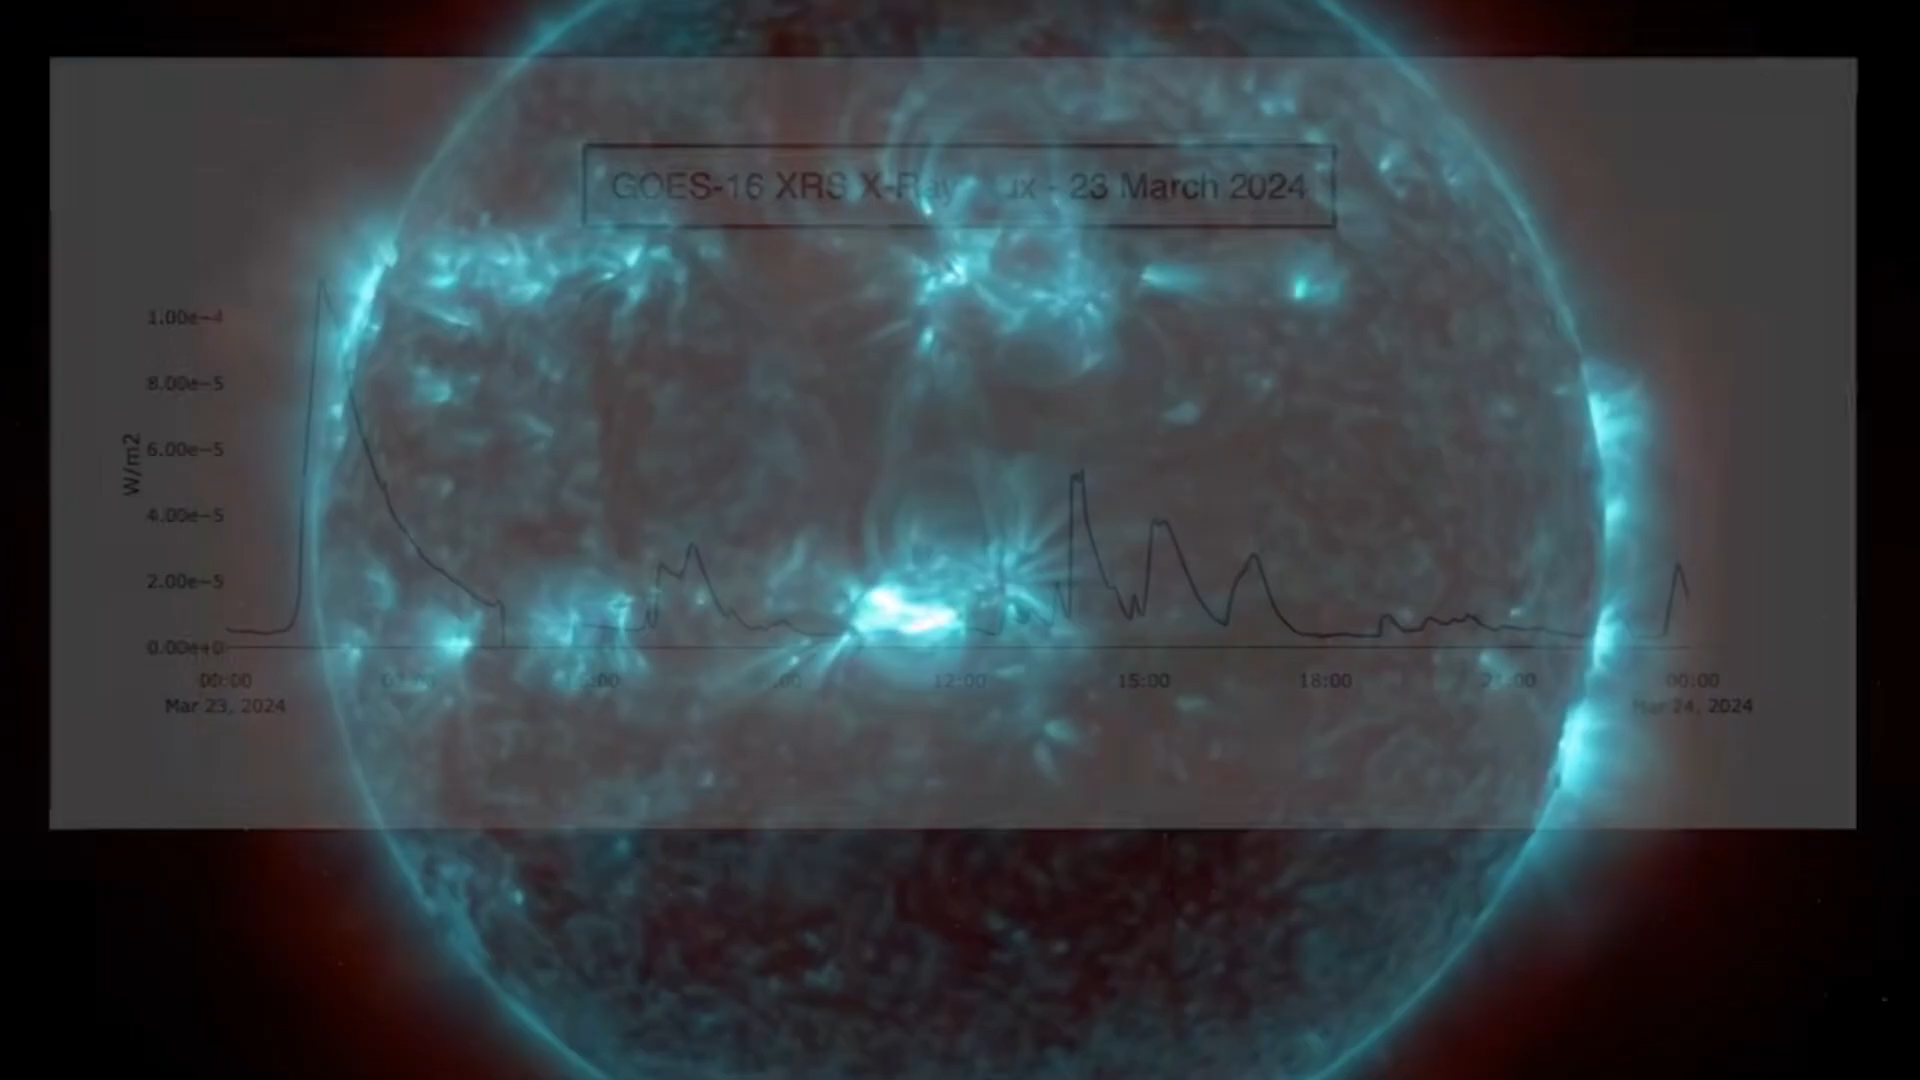 GOES-16 XRS X-Ray - 23 March 2024
1.00e−4
8.00e−5
6.00e−5
W/m2
4.00e−5
2.00e−5
0.00e+0
00:00 12:00 15:00 18:00 21:00 00:00
Mar 23, 2024 Mar 24, 2024